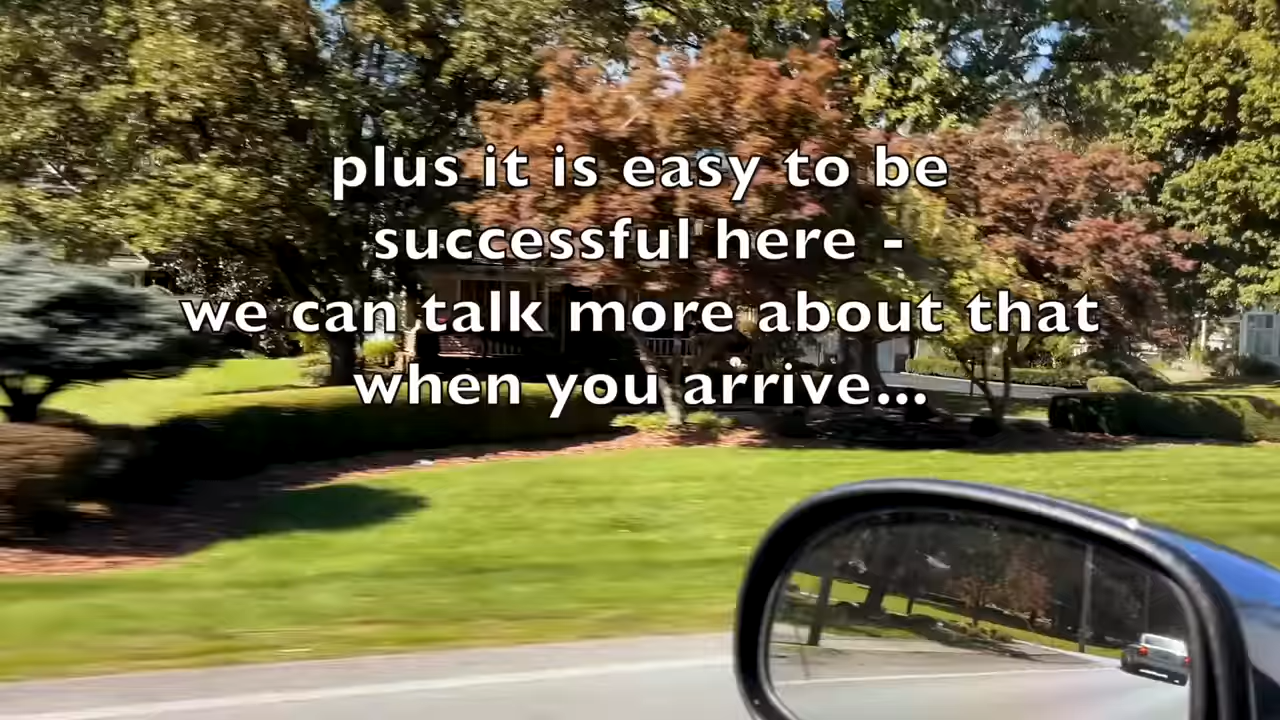 plus it is easy to be
successful here -
we can talk more about that
when you arrive...